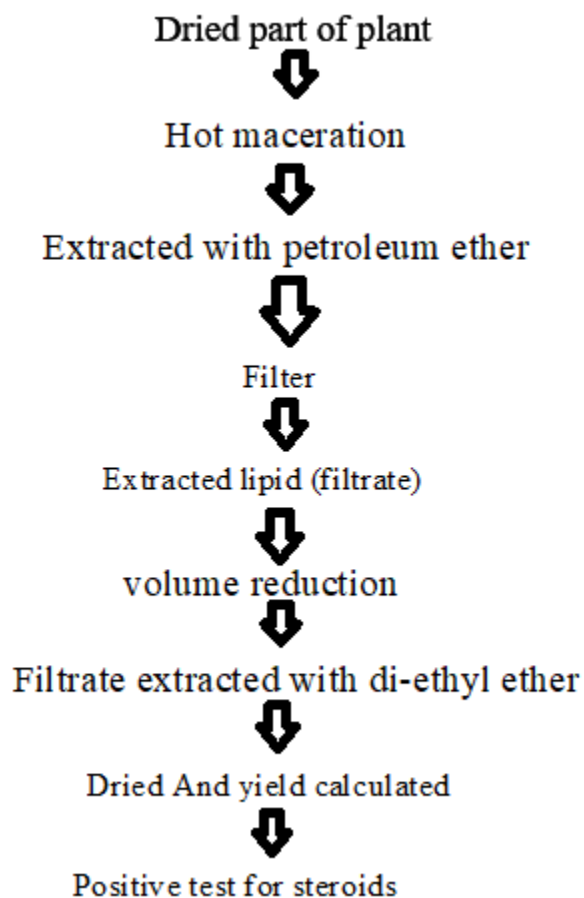 Dried part of plant
Hot maceration
Extracted with petroleum ether
Filter
Extracted lipid (filtrate)
volume reduction
Filtrate extracted with di-ethyl ether
Dried And yield calculated
Positive test for steroids